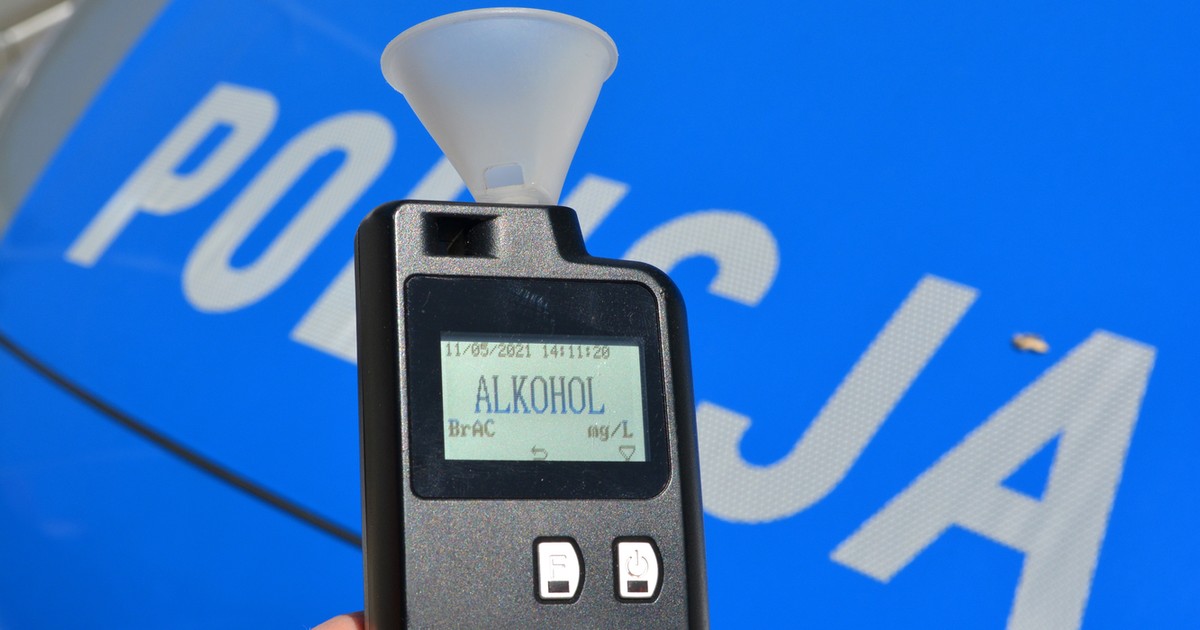 POLICJA
11/05/2021 14:11:20
ALKOHOL
BrAC mg/L
F